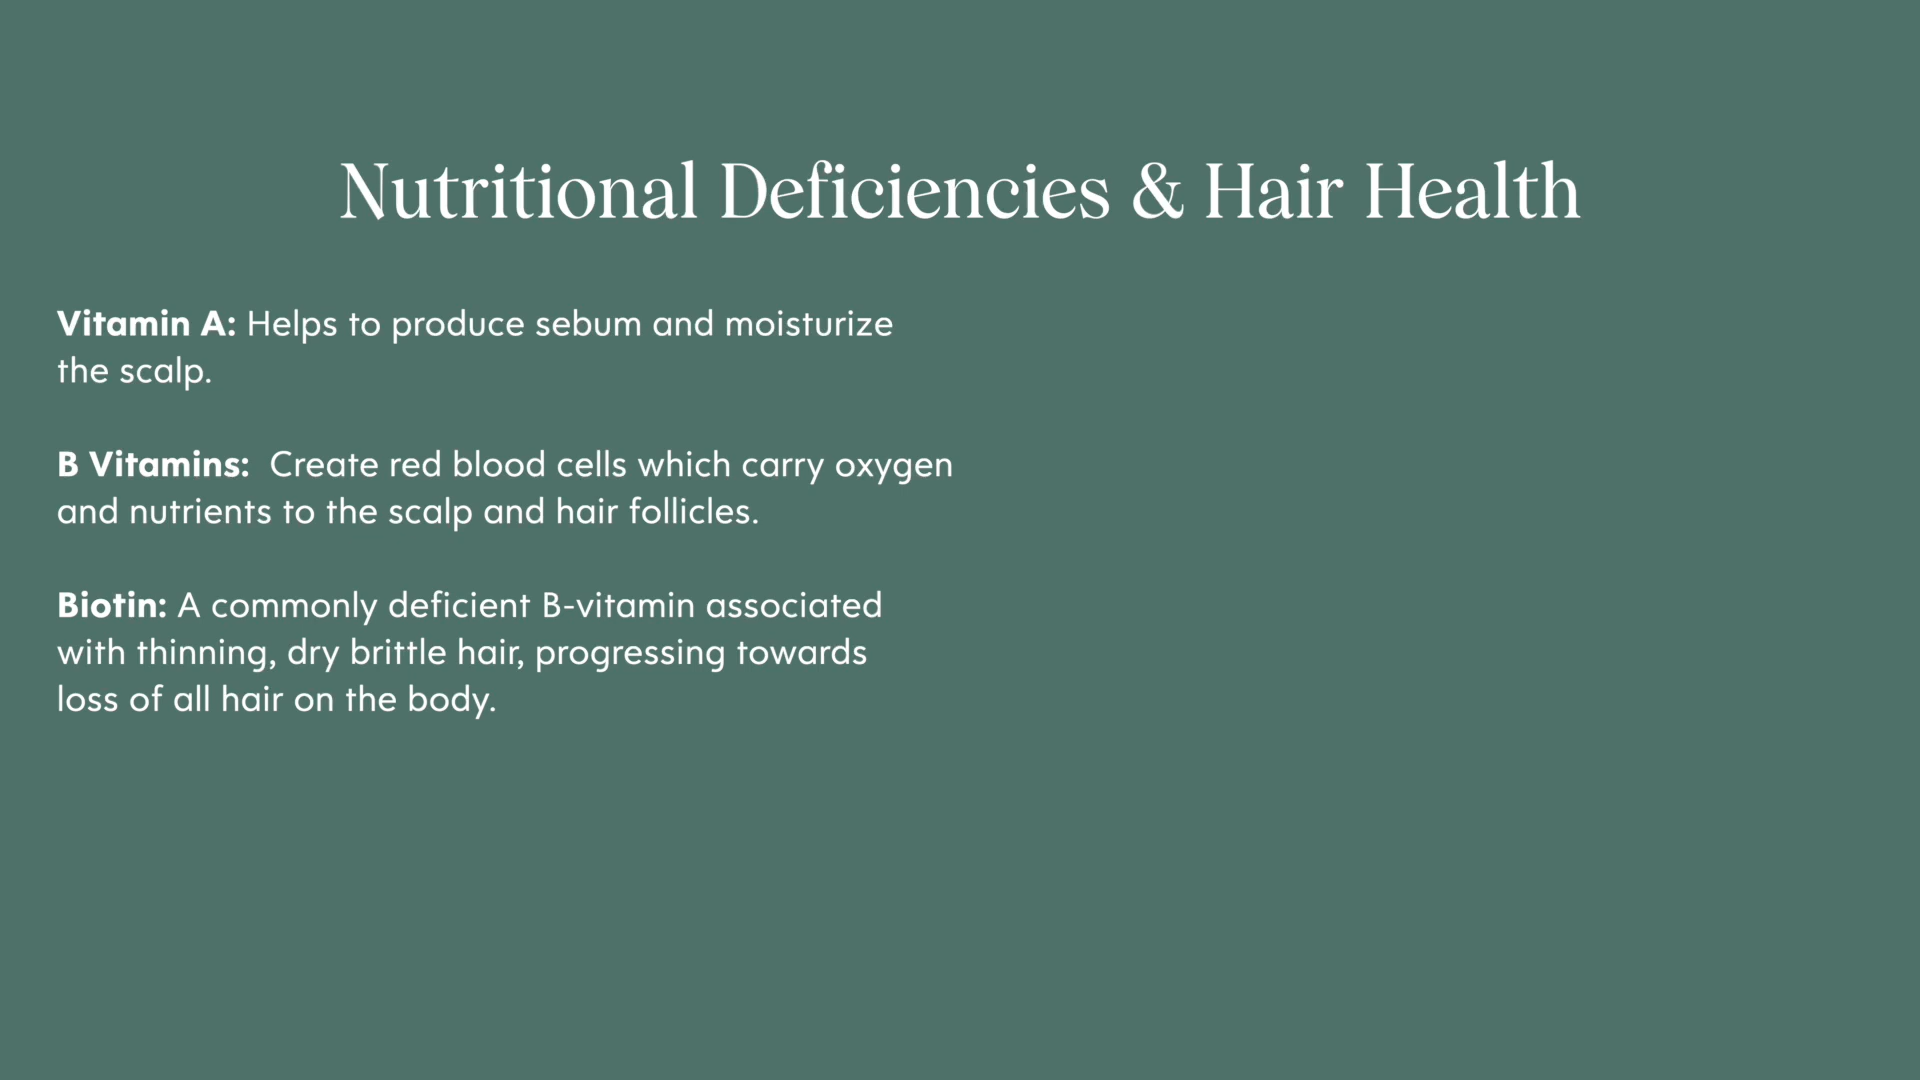 Nutritional Deficiencies & Hair Health
Vitamin A: Helps to produce sebum and moisturize
the scalp.
B Vitamins: Create red blood cells which carry oxygen
and nutrients to the scalp and hair follicles.
Biotin: A commonly deficient B-vitamin associated
with thinning, dry brittle hair, progressing towards
loss of all hair on the body.